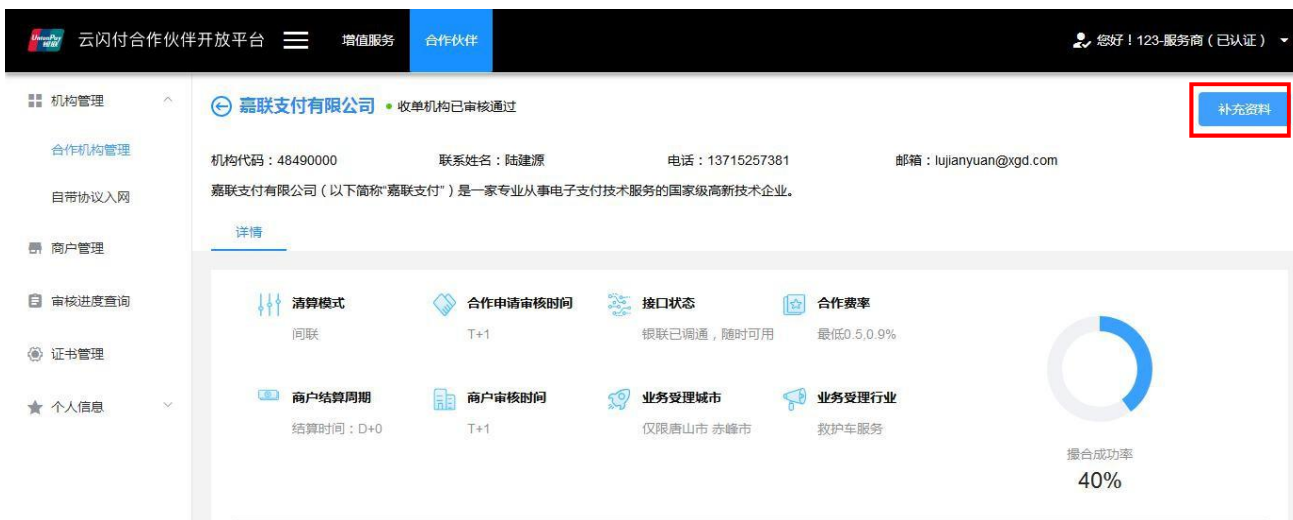 UnionPay 银联 云闪付合作伙伴开放平台 增值服务 合作伙伴 您好！123-服务商（已认证）
机构管理
合作机构管理
自带协议入网
商户管理
审核进度查询
证书管理
个人信息
嘉联支付有限公司 收单机构已审核通过 补充资料
机构代码：48490000 联系姓名：陆建源 电话：13715257381 邮箱：lujianyuan@xgd.com
嘉联支付有限公司（以下简称“嘉联支付”）是一家专业从事电子支付技术服务的国家级高新技术企业。
详情
清算模式 合作申请审核时间 接口状态 合作费率
间联 T+1 银联已调通，随时可用 最低0.5,0.9%
商户结算周期 商户审核时间 业务受理城市 业务受理行业
结算时间：D+0 T+1 仅限唐山市 赤峰市 救护车服务
撮合成功率
40%